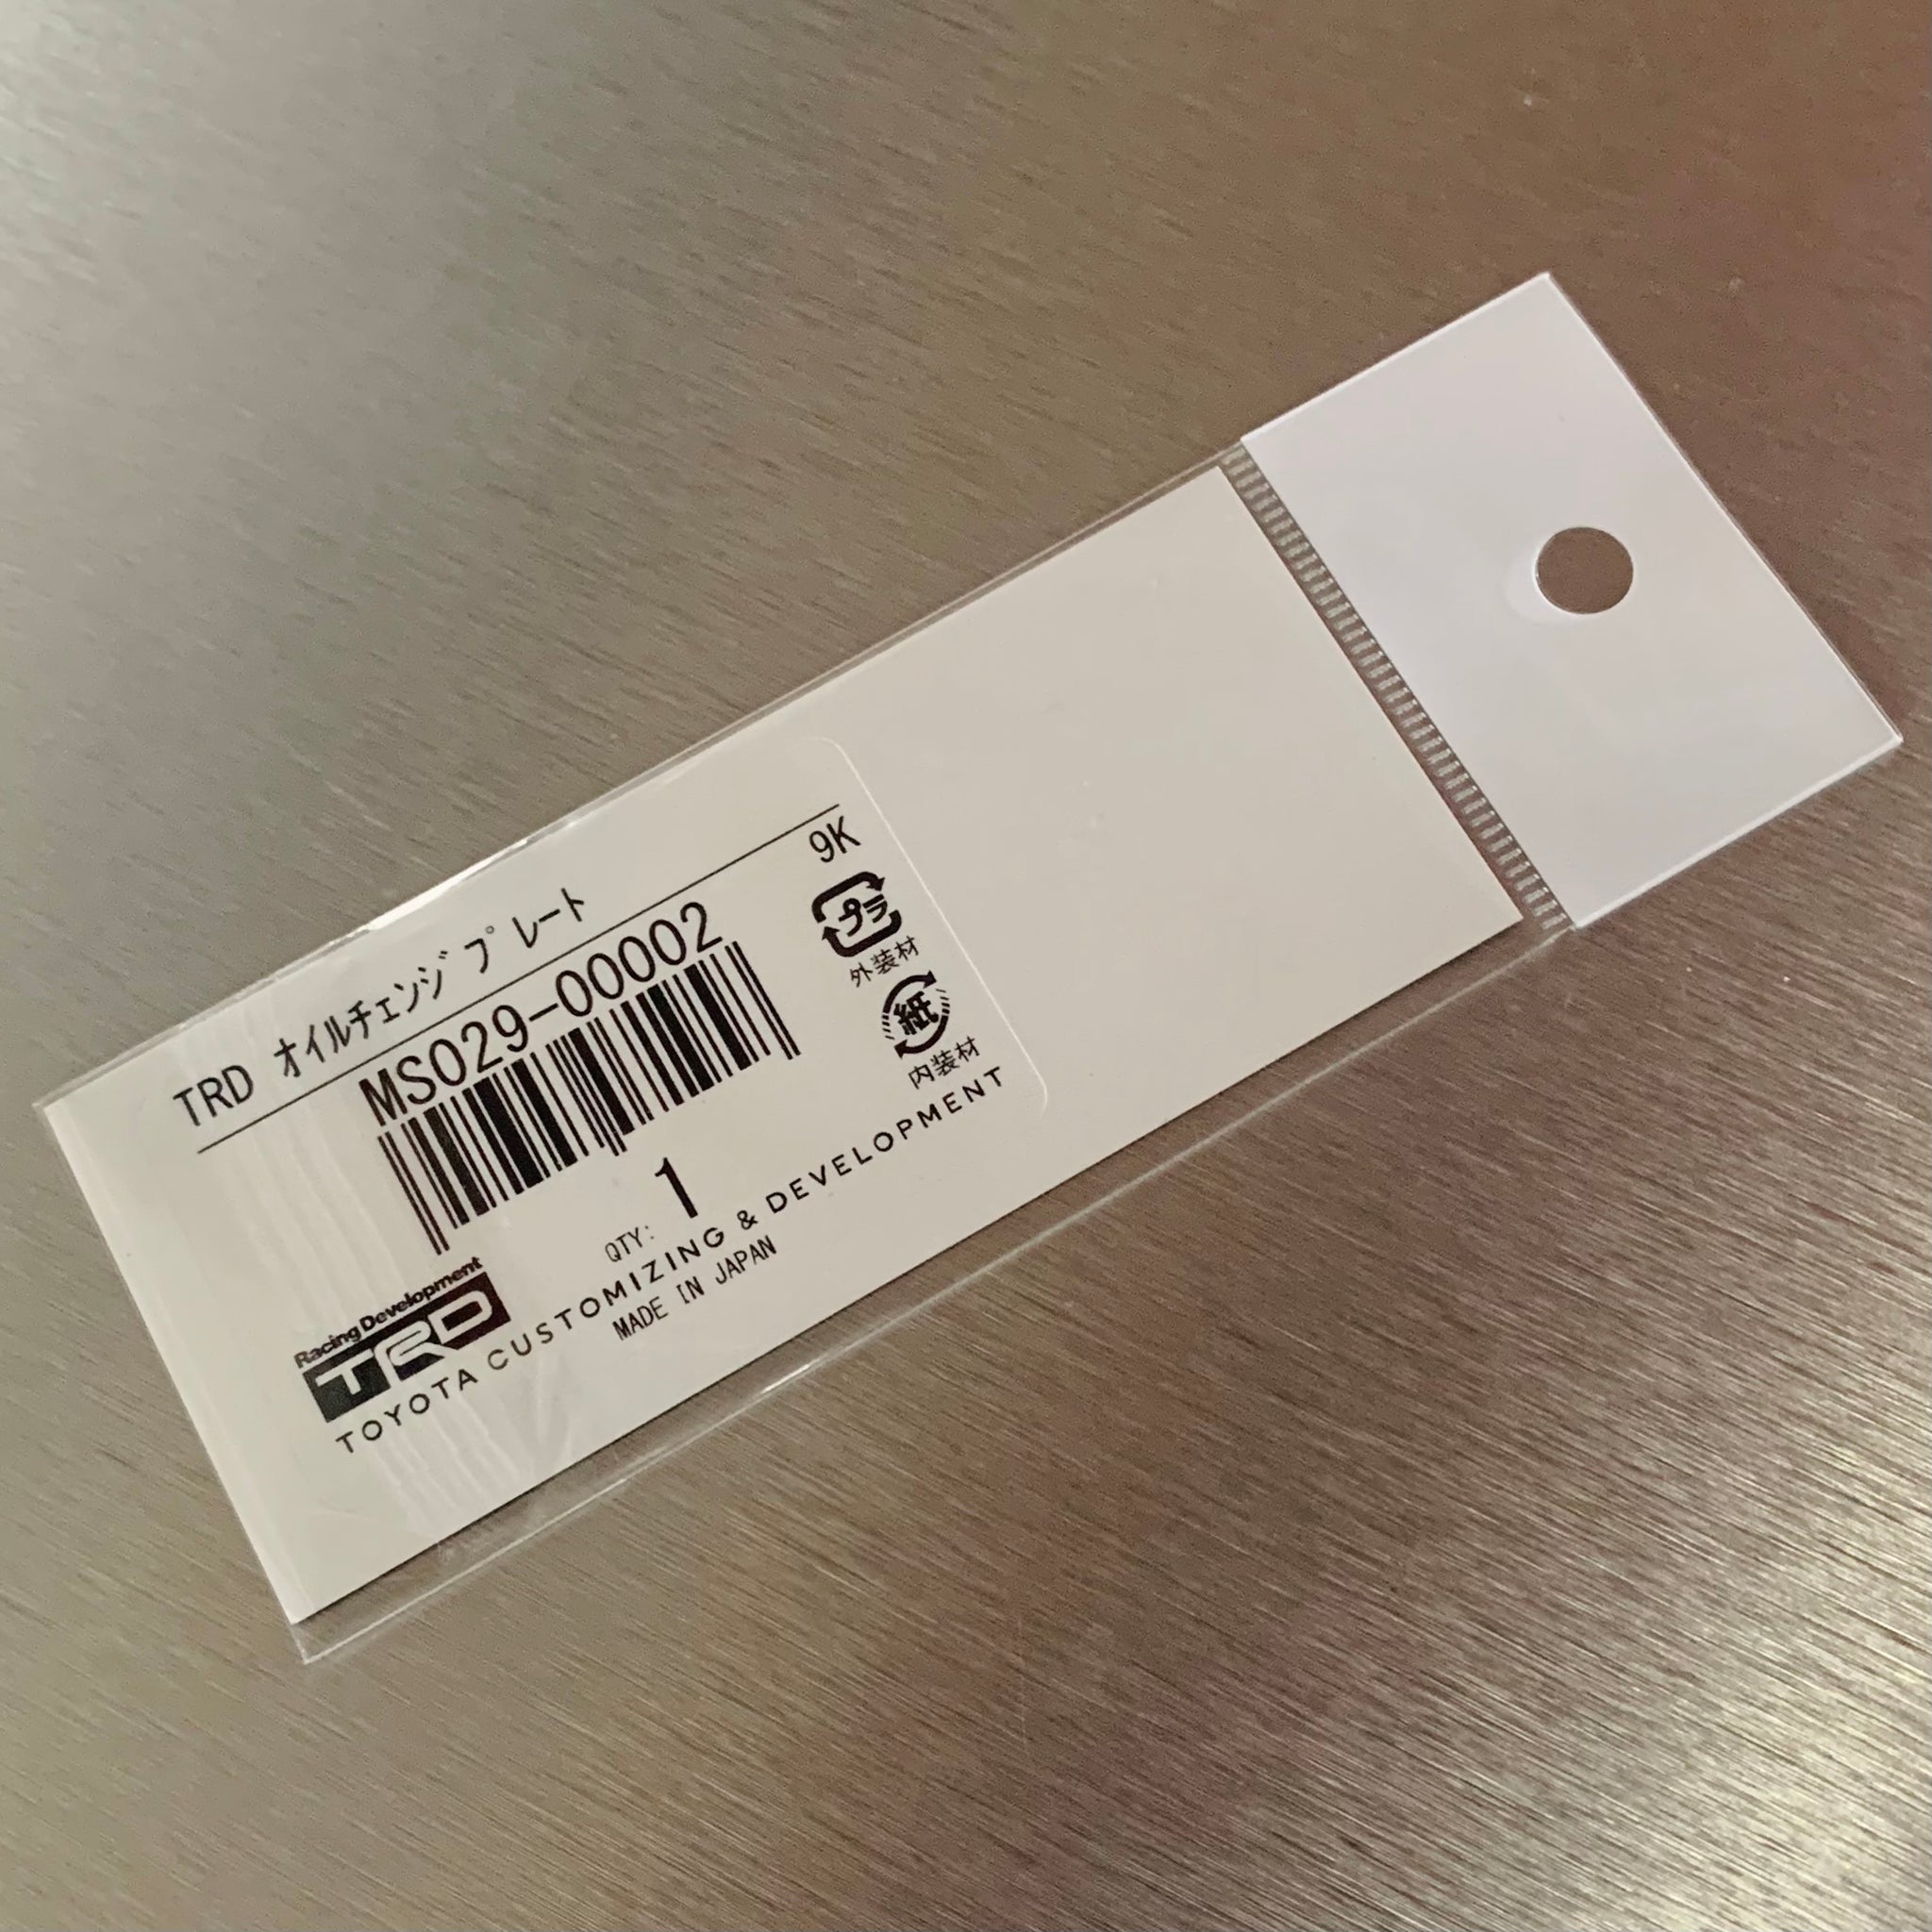 TRD オイルチェンジプレート
MS029-00002
9K
プラ
外装材
紙
内装材
QTY: 1
Racing Development
TRD
TOYOTA CUSTOMIZING & DEVELOPMENT
MADE IN JAPAN